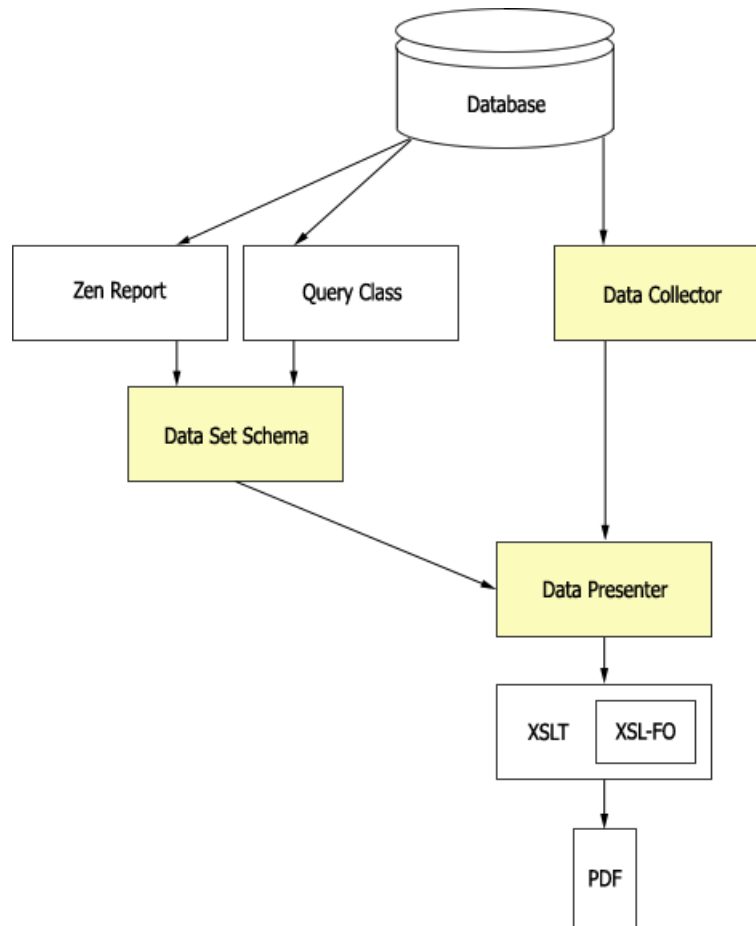 Database
Zen Report
Query Class
Data Collector
Data Set Schema
Data Presenter
XSLT
XSL-FO
PDF